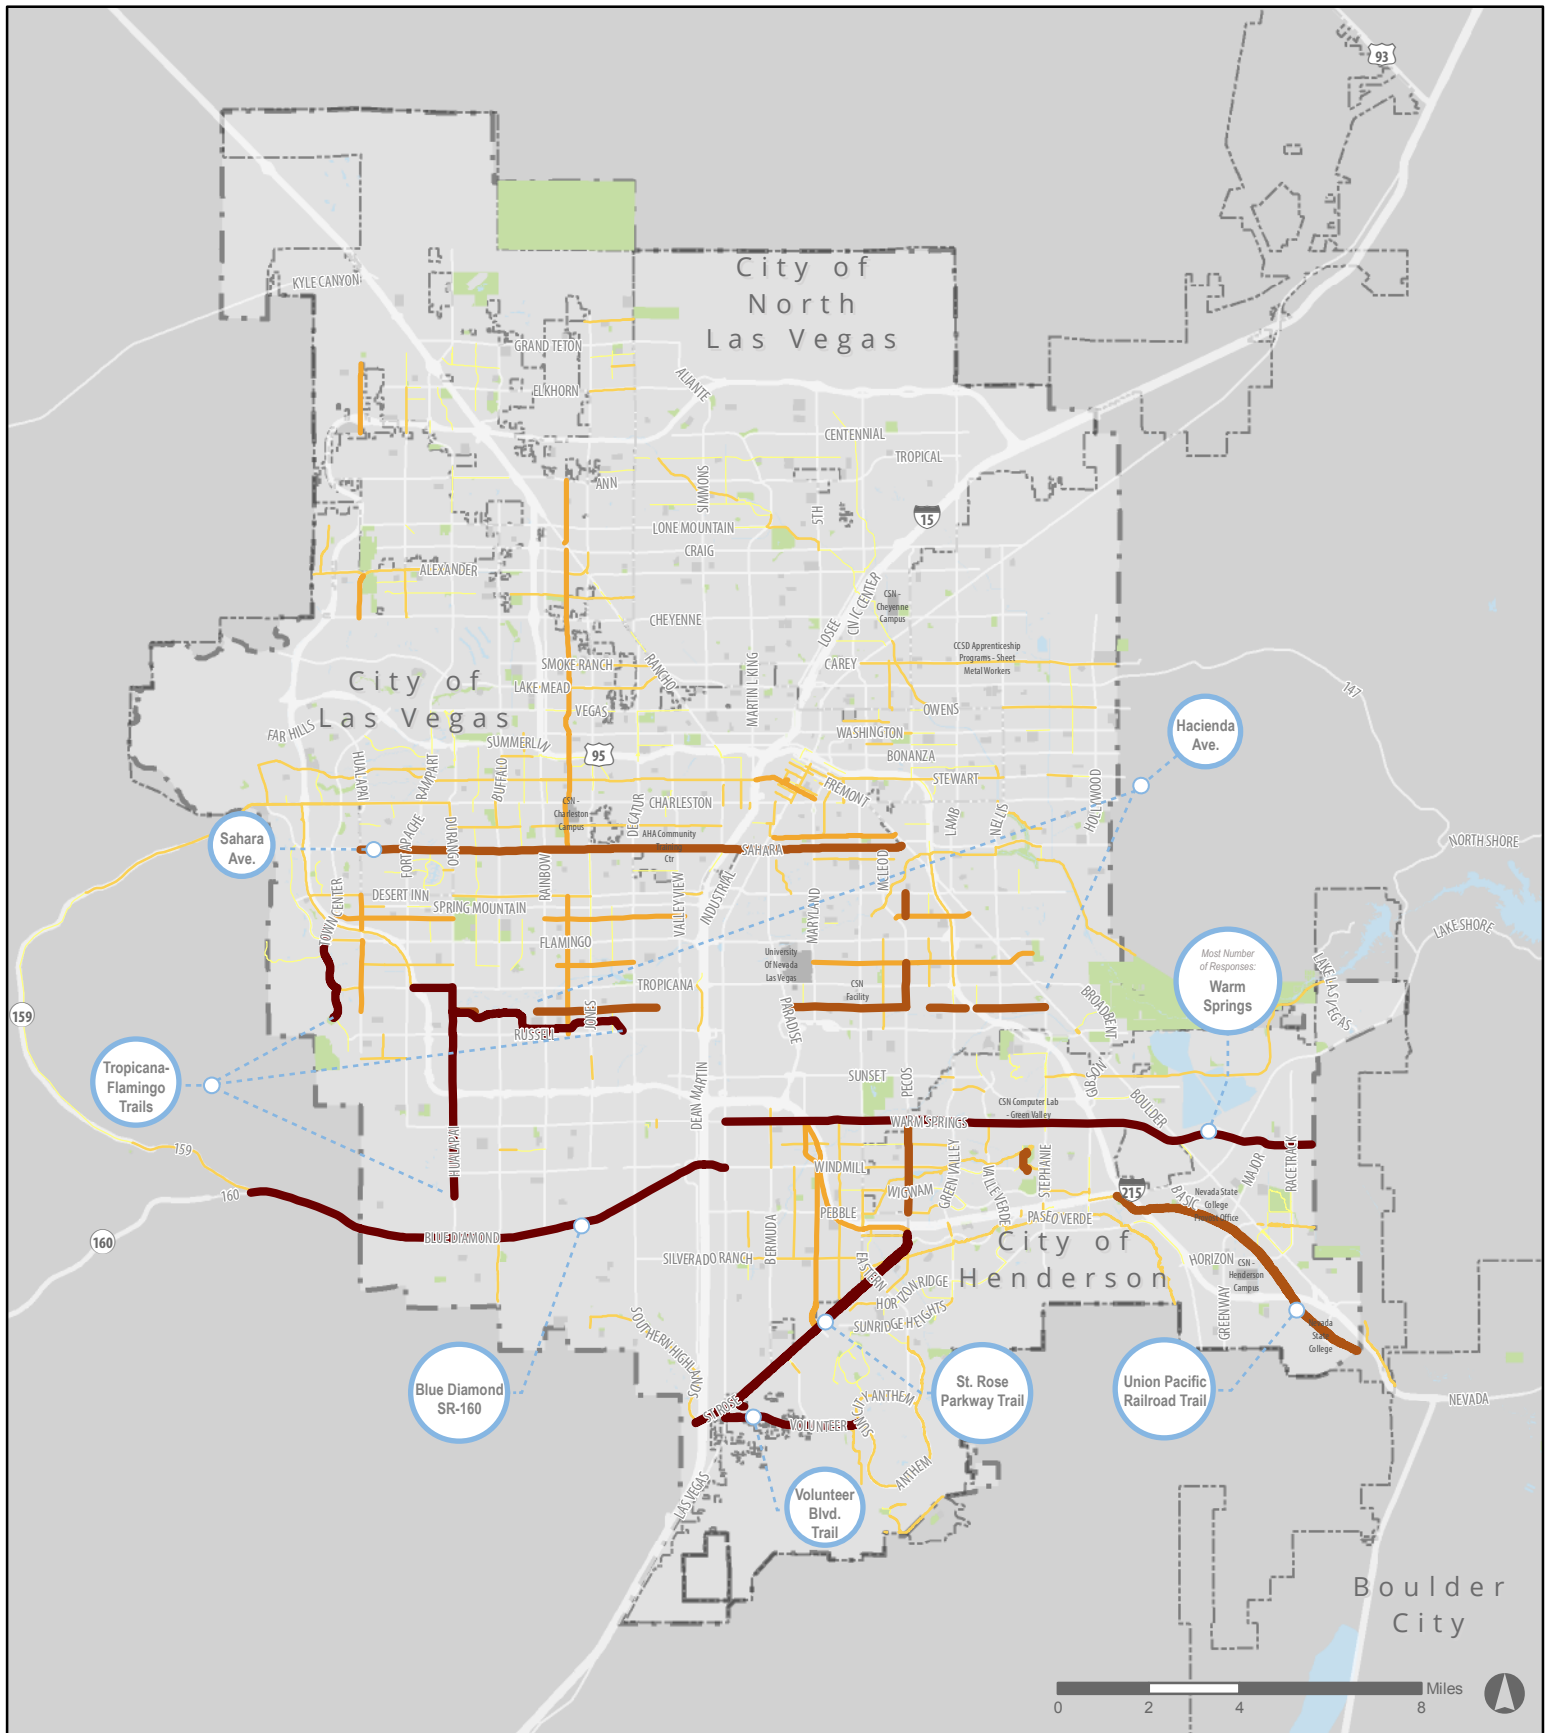 93
City of
North
Las Vegas
KYLE CANYON
GRAND TETON
ELKHORN
ALIANTE
CENTENNIAL
TROPICAL
ANN
SIMMONS
5TH
15
LONE MOUNTAIN
CRAIG
ALEXANDER
CHEYENNE
LOSEE
CIVIC CENTER
CSN -
Cheyenne
Campus
CCSD Apprenticeship
Programs - Sheet
Metal Workers
SMOKE RANCH
RANCHO
CAREY
LAKE MEAD
MARTIN L KING
147
City of
Las Vegas
VEGAS
OWENS
FAR HILLS
SUMMERLIN
95
WASHINGTON
BONANZA
Hacienda
Ave.
HUALAPAI
RAMPART
BUFFALO
STEWART
FREMONT
HOLLYWOOD
CSN -
Charleston
Campus
DECATUR
CHARLESTON
LAMB
NELLIS
Sahara
Ave.
FORT APACHE
DURANGO
AHA Community
Training
Ctr
SAHARA
NORTH SHORE
RAINBOW
MCLEOD
DESERT INN
SPRING MOUNTAIN
VALLEY VIEW
INDUSTRIAL
MARYLAND
TOWN CENTER
FLAMINGO
LAKE SHORE
University
Of Nevada
Las Vegas
TROPICANA
CSN
Facility
Most Number
of Responses:
Warm
Springs
LAKE LAS VEGAS
159
JONES
RUSSELL
PARADISE
BROADBENT
Tropicana-
Flamingo
Trails
DEAN MARTIN
SUNSET
PECOS
GIBSON
BOULDER
CSN Computer Lab
- Green Valley
WARM SPRINGS
159
HUALAPAI
WINDMILL
GREEN VALLEY
VALLE VERDE
STEPHANIE
MAJOR
RACETRACK
160
WIGWAM
215
BASIC
Nevada State
College
PEBBLE
PASEO VERDE
160
BLUE DIAMOND
BERMUDA
SILVERADO RANCH
EASTERN
City of
Henderson
HORIZON
CSN -
Henderson
Campus
HORIZON RIDGE
SUNRIDGE HEIGHTS
GREENWAY
Nevada
State
College
SOUTHERN HIGHLANDS
Blue Diamond
SR-160
St. Rose
Parkway Trail
Union Pacific
Railroad Trail
NEVADA
ST ROSE
VOLUNTEER
SUN CITY ANTHEM
ANTHEM
LAS VEGAS
Volunteer
Blvd.
Trail
Boulder
City
Miles
0 2 4 8